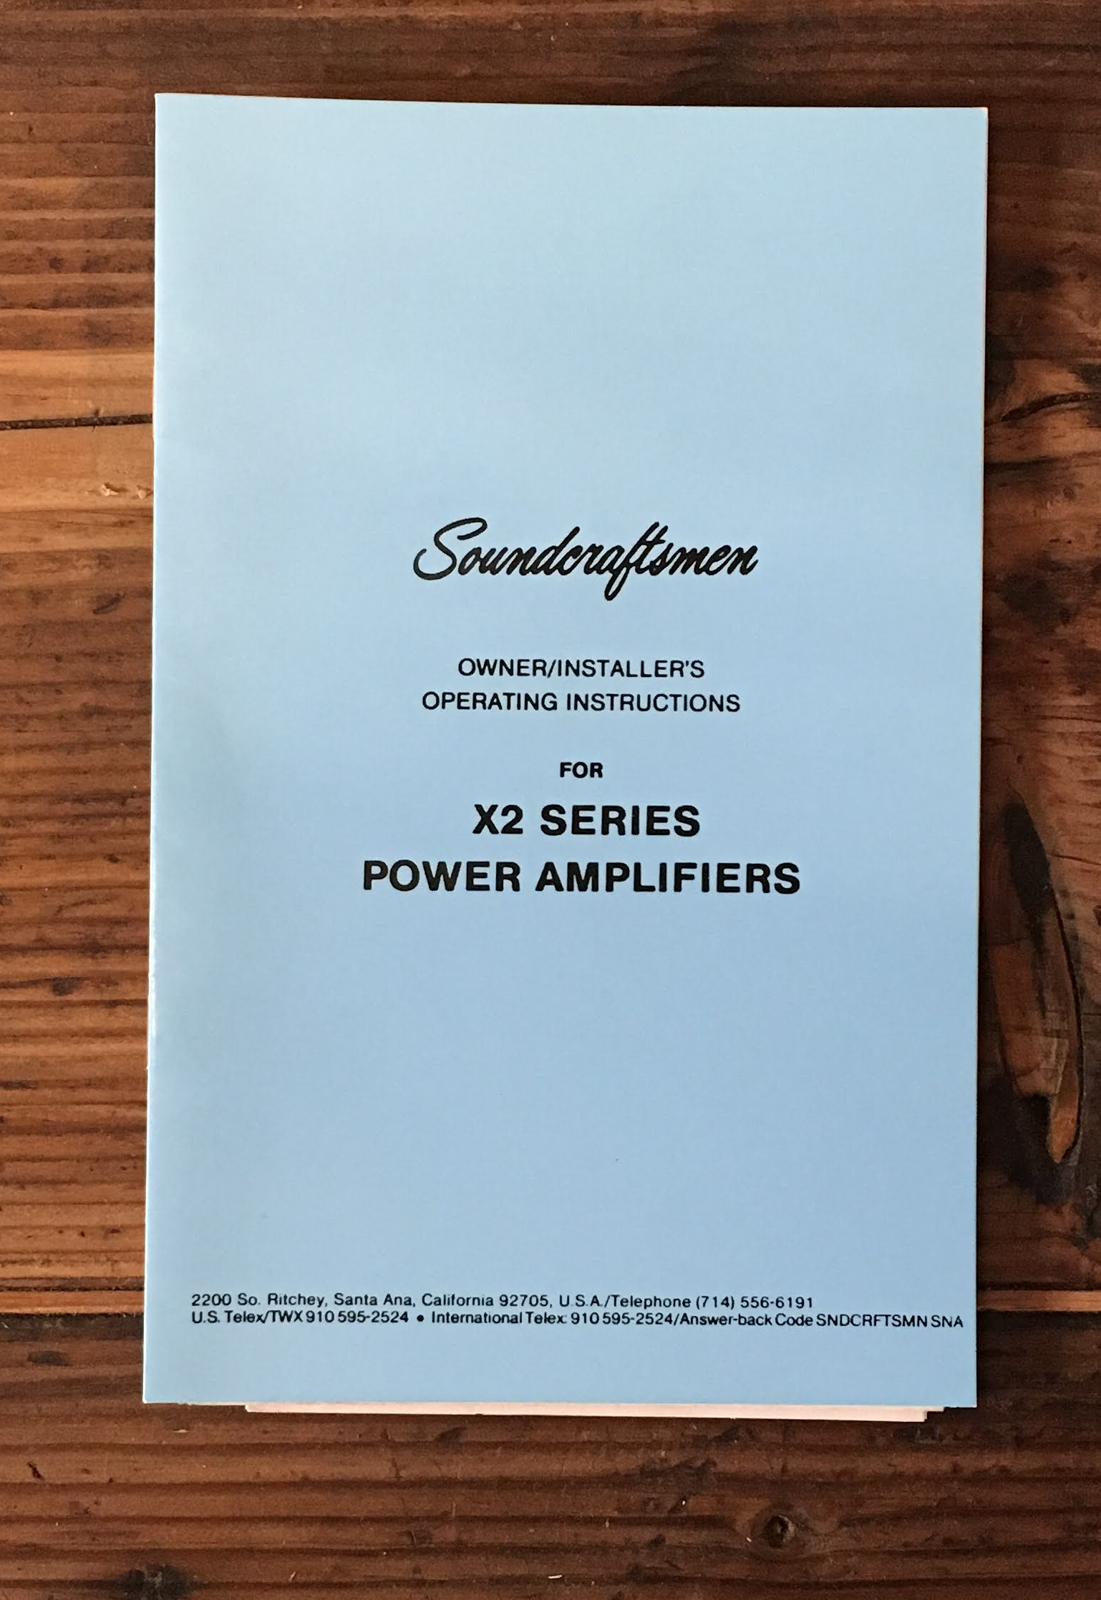 Soundcraftsmen
OWNER/INSTALLER'S
OPERATING INSTRUCTIONS
FOR
X2 SERIES
POWER AMPLIFIERS
2200 So. Ritchey, Santa Ana, California 92705, U.S.A./Telephone (714) 556-6191
U.S. Telex/TWX 910 595-2524 • International Telex: 910 595-2524/Answer-back Code SNDCRFTSMN SNA